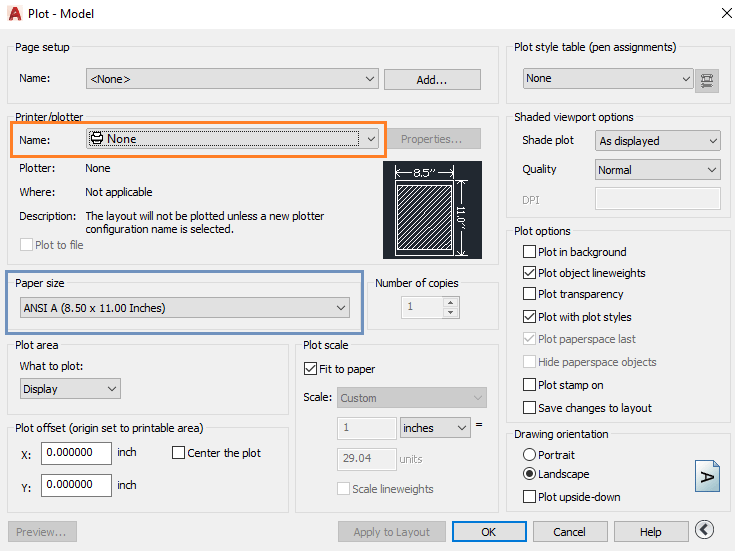 A Plot - Model
Page setup
Name: <None> Add...
Plot style table (pen assignments)
None
Printer/plotter
Name: None Properties...
Plotter: None
Where: Not applicable
Description: The layout will not be plotted unless a new plotter
configuration name is selected.
Plot to file
8.5"
11.0"
Shaded viewport options
Shade plot As displayed
Quality Normal
DPI
Paper size
ANSI A (8.50 x 11.00 Inches)
Number of copies
1
Plot options
Plot in background
Plot object lineweights
Plot transparency
Plot with plot styles
Plot paperspace last
Hide paperspace objects
Plot stamp on
Save changes to layout
Plot area
What to plot:
Display
Plot scale
Fit to paper
Scale: Custom
1 inches =
29.04 units
Scale lineweights
Plot offset (origin set to printable area)
X: 0.000000 inch Center the plot
Y: 0.000000 inch
Drawing orientation
Portrait
Landscape
Plot upside-down
A
Preview... Apply to Layout OK Cancel Help